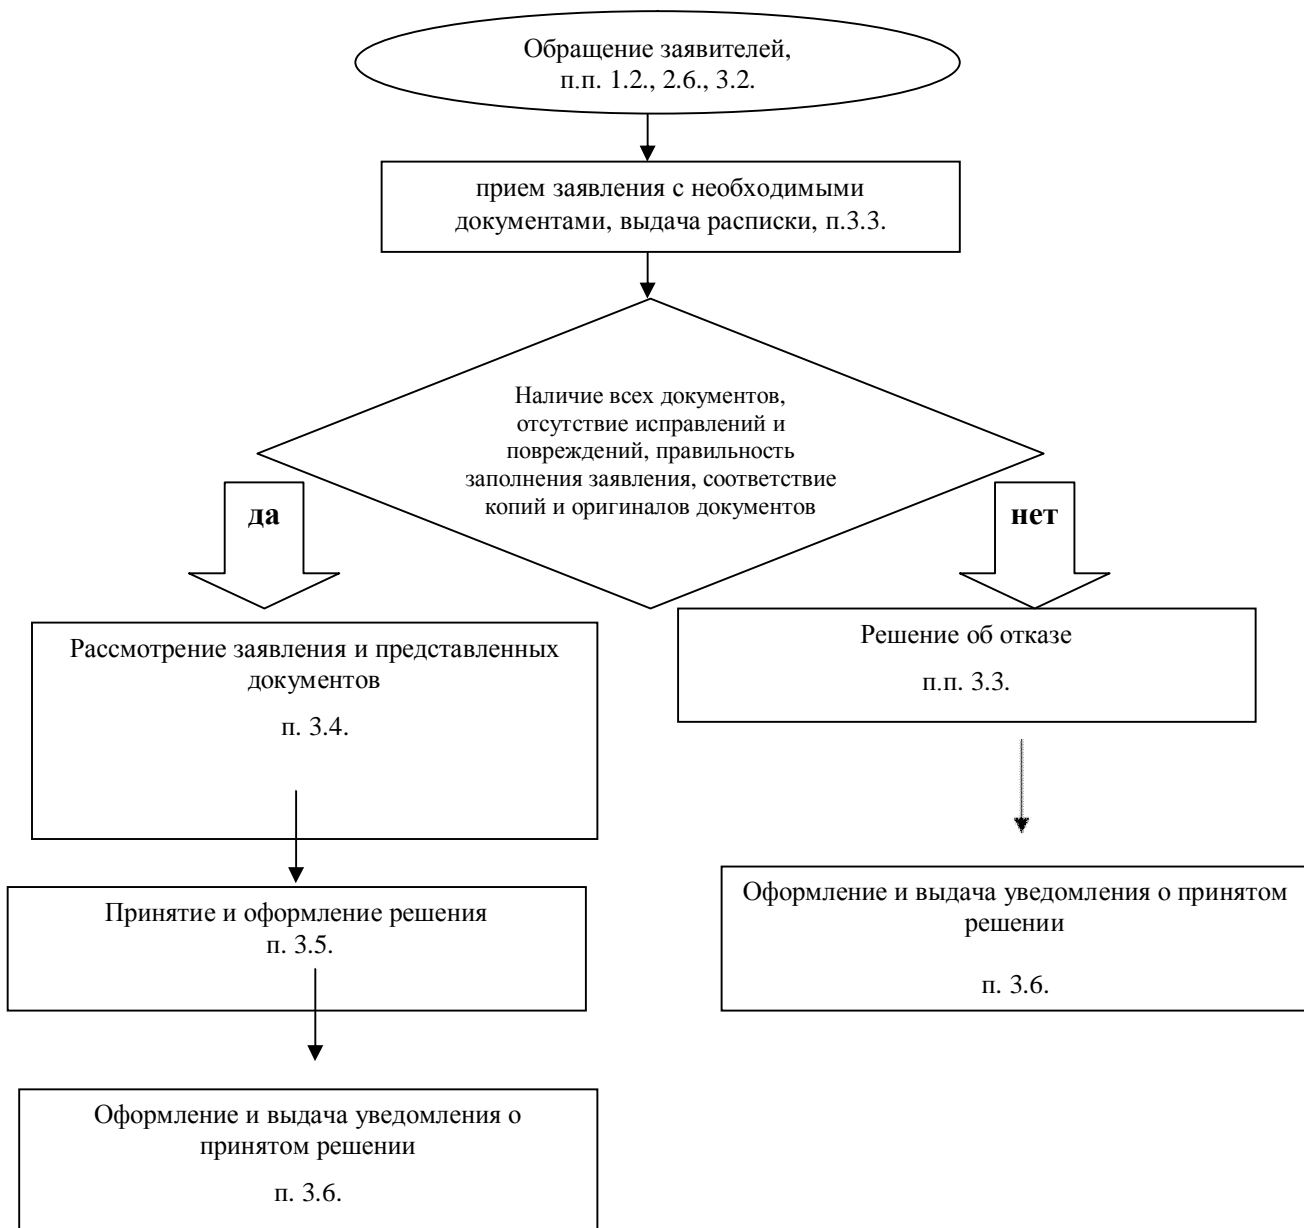 Обращение заявителей,
п.п. 1.2., 2.6., 3.2.
прием заявления с необходимыми
документами, выдача расписки, п.3.3.
Наличие всех документов,
отсутствие исправлений и
повреждений, правильность
заполнения заявления, соответствие
копий и оригиналов документов
да
нет
Рассмотрение заявления и представленных
документов
п. 3.4.
Решение об отказе
п.п. 3.3.
Принятие и оформление решения
п. 3.5.
Оформление и выдача уведомления о принятом
решении
п. 3.6.
Оформление и выдача уведомления о
принятом решении
п. 3.6.